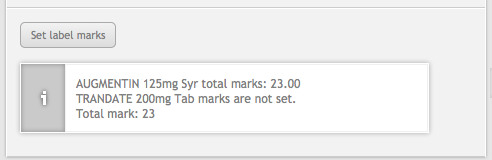 Set label marks
i
AUGMENTIN 125mg Syr total marks: 23.00
TRANDATE 200mg Tab marks are not set.
Total mark: 23